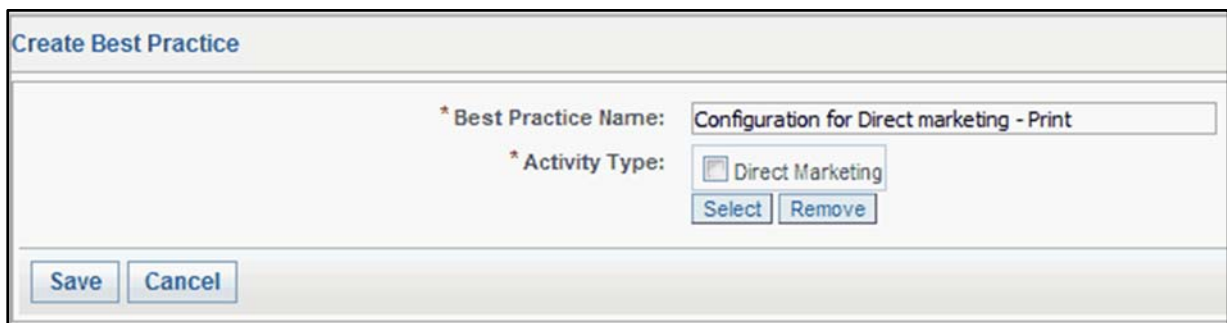 Create Best Practice
*Best Practice Name: Configuration for Direct marketing - Print
*Activity Type: Direct Marketing
Select Remove
Save Cancel